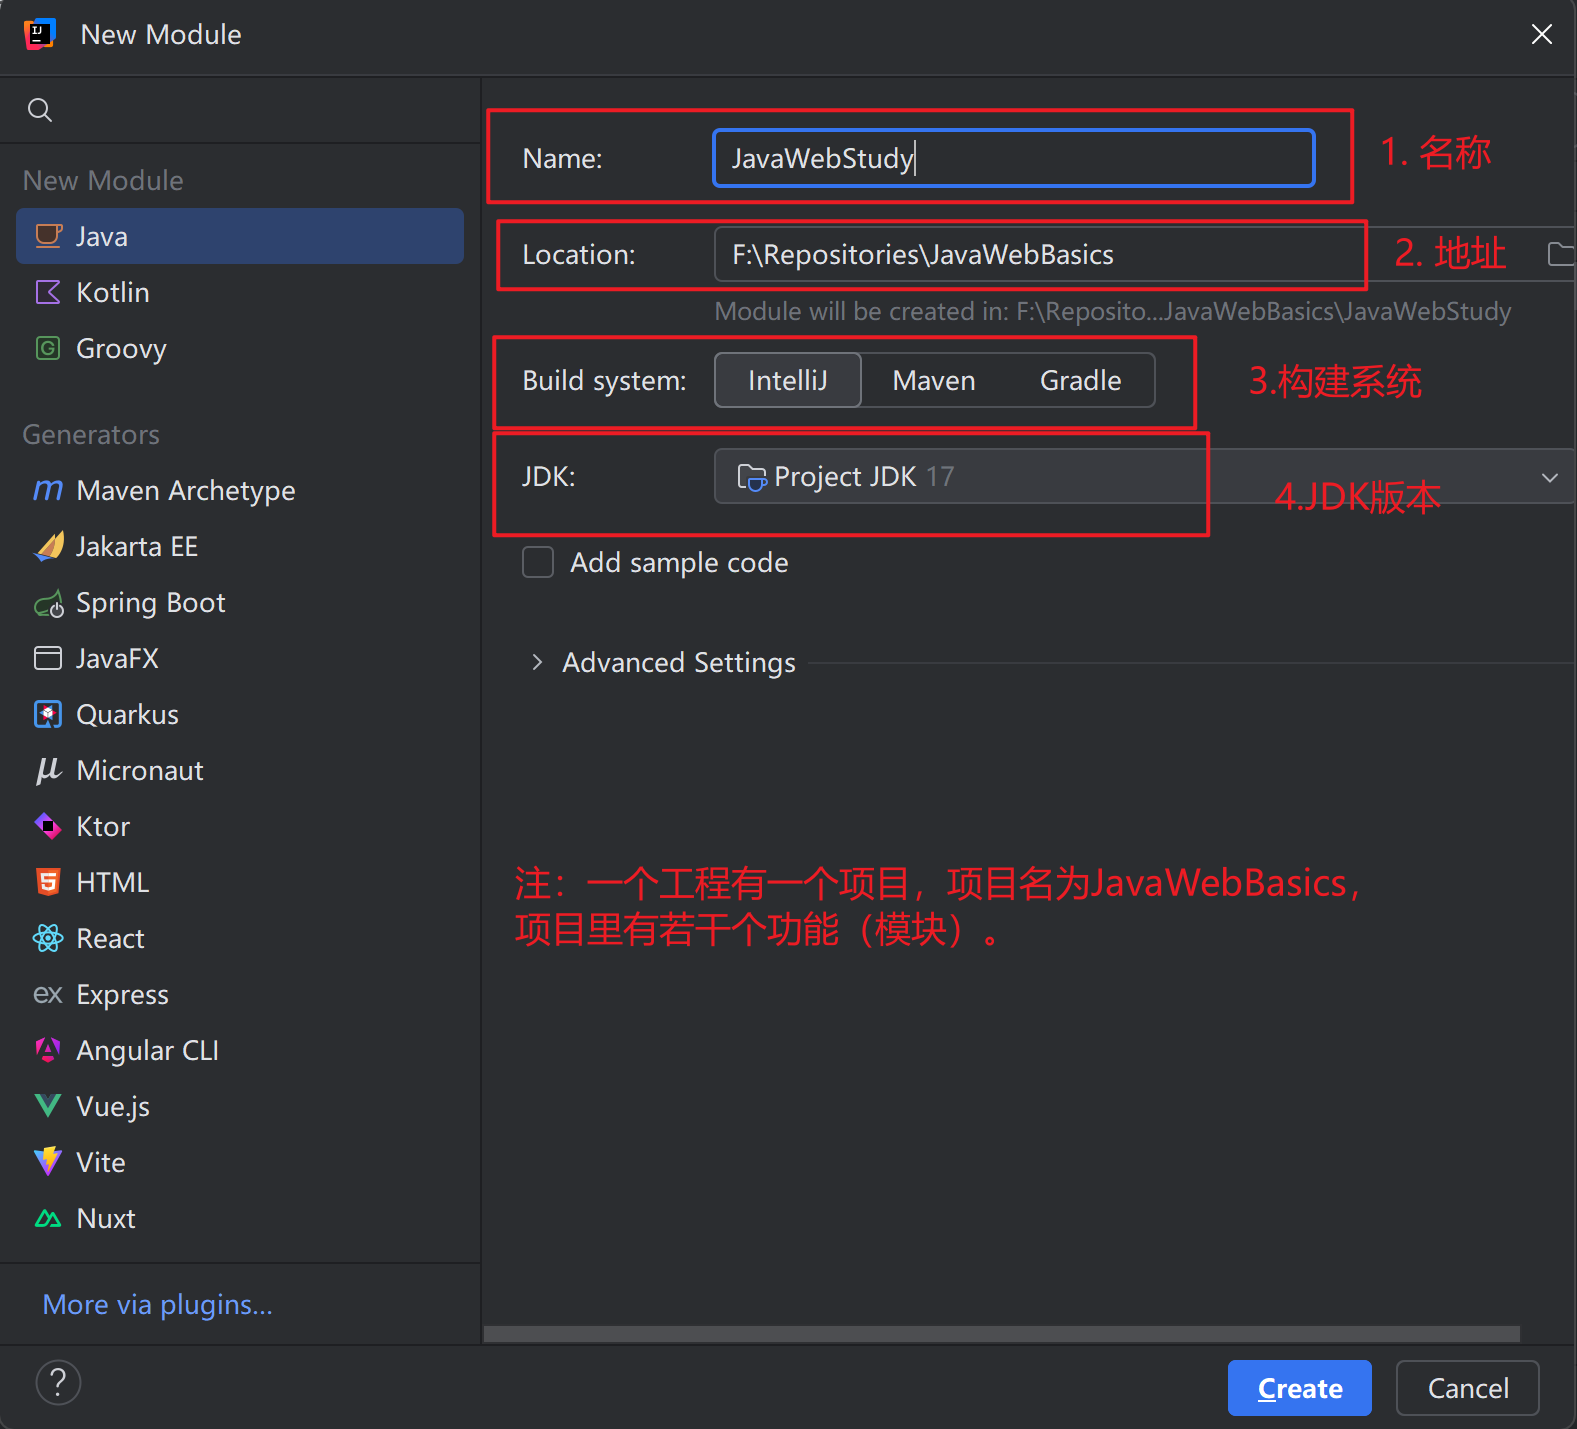 New Module
New Module
Java
Kotlin
Groovy
Generators
Maven Archetype
Jakarta EE
Spring Boot
JavaFX
Quarkus
Micronaut
Ktor
HTML
React
Express
Angular CLI
Vue.js
Vite
Nuxt
More via plugins...
Name: JavaWebStudy 1. 名称
Location: F:\Repositories\JavaWebBasics 2. 地址
Module will be created in: F:\Reposito...JavaWebBasics\JavaWebStudy
Build system: IntelliJ Maven Gradle 3.构建系统
JDK: Project JDK 17 4.JDK版本
Add sample code
Advanced Settings
注：一个工程有一个项目，项目名为JavaWebBasics，
项目里有若干个功能（模块）。
? Create Cancel